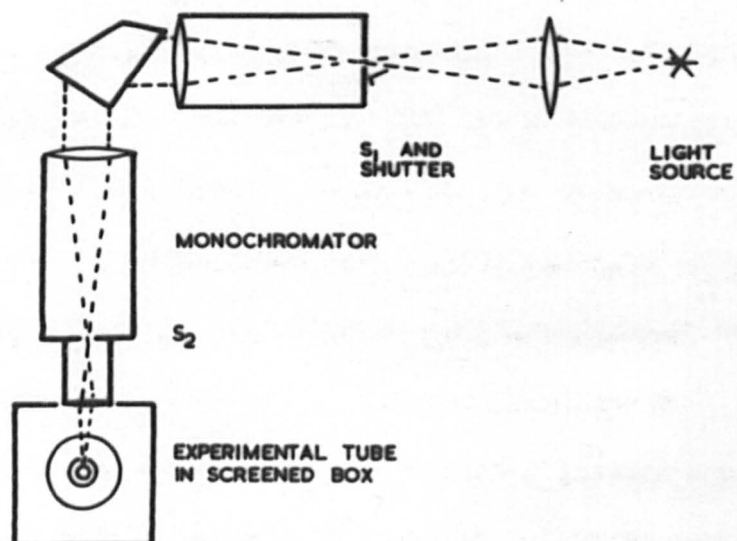 S1 AND
SHUTTER
LIGHT
SOURCE
MONOCHROMATOR
S2
EXPERIMENTAL TUBE
IN SCREENED BOX